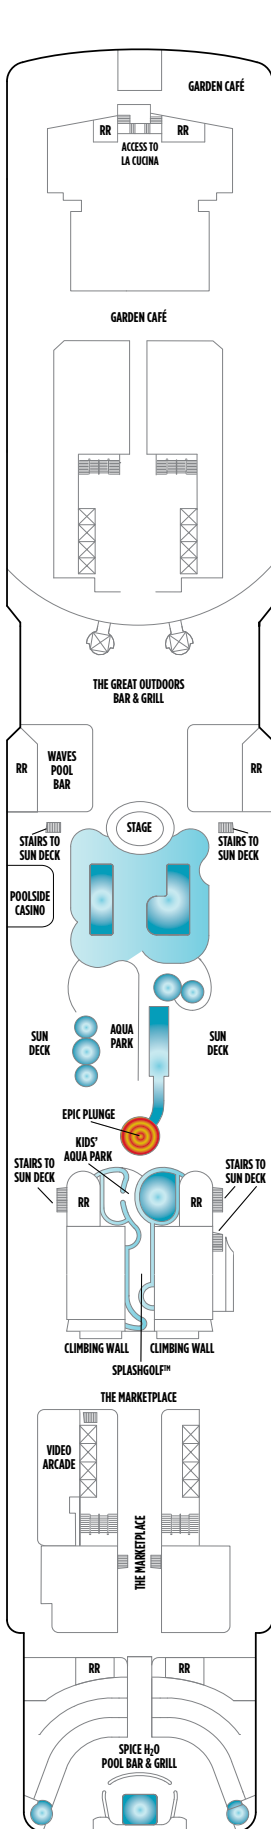 GARDEN CAFÉ
RR
RR
ACCESS TO
LA CUCINA
GARDEN CAFÉ
THE GREAT OUTDOORS
BAR & GRILL
RR
WAVES
POOL
BAR
RR
STAGE
STAIRS TO
SUN DECK
STAIRS TO
SUN DECK
POOLSIDE
CASINO
SUN
DECK
AQUA
PARK
SUN
DECK
EPIC PLUNGE
KIDS'
AQUA PARK
STAIRS TO
SUN DECK
STAIRS TO
SUN DECK
RR
RR
CLIMBING WALL
CLIMBING WALL
SPLASHGOLF™
THE MARKETPLACE
VIDEO
ARCADE
THE MARKETPLACE
RR
RR
SPICE H₂O
POOL BAR & GRILL